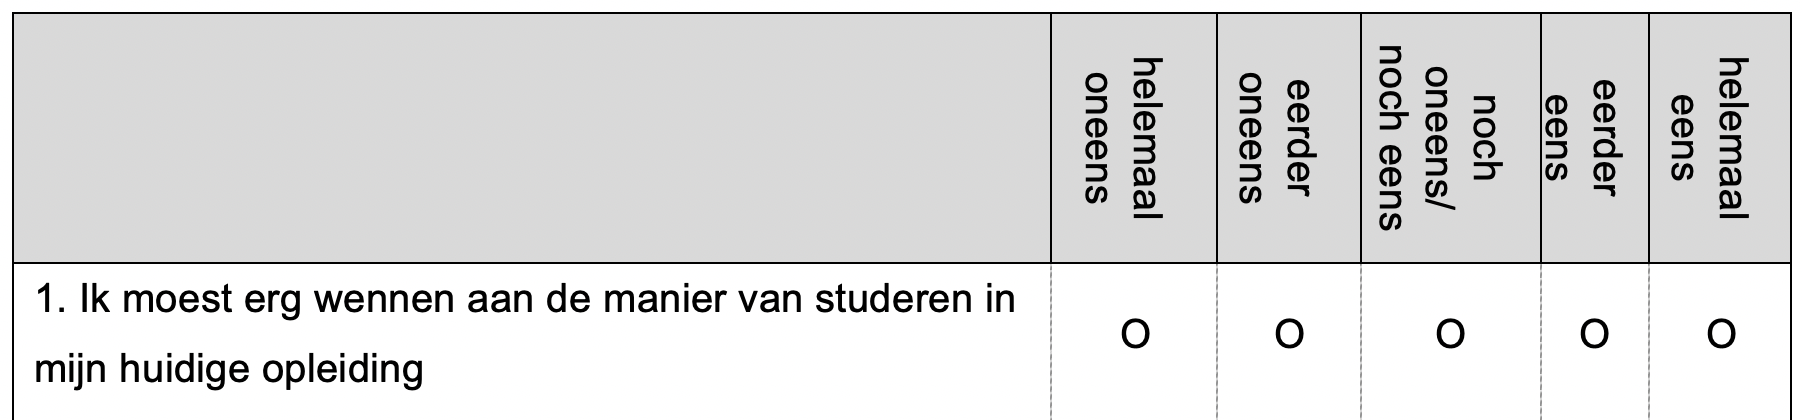 helemaal
oneens
eerder
oneens
noch
oneens/
noch eens
eerder
eens
helemaal
eens
1. Ik moest erg wennen aan de manier van studeren in
mijn huidige opleiding
O O O O O